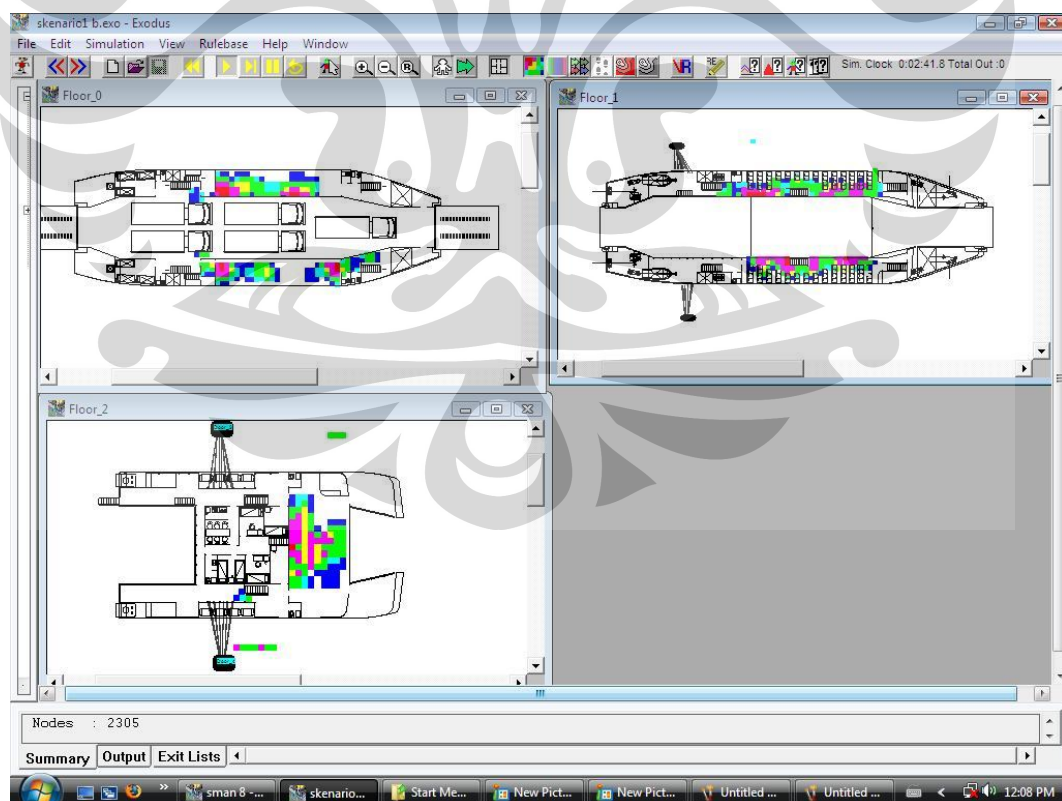 skenario1 b.exo - Exodus
File Edit Simulation View Rulebase Help Window
Sim. Clock 0:02:41.8 Total Out :0
Floor_0
Floor_1
Floor_2
Nodes : 2305
Summary Output Exit Lists
sman 8 -... skenario... Start Me... New Pict... New Pict... Untitled ... Untitled ... 12:08 PM